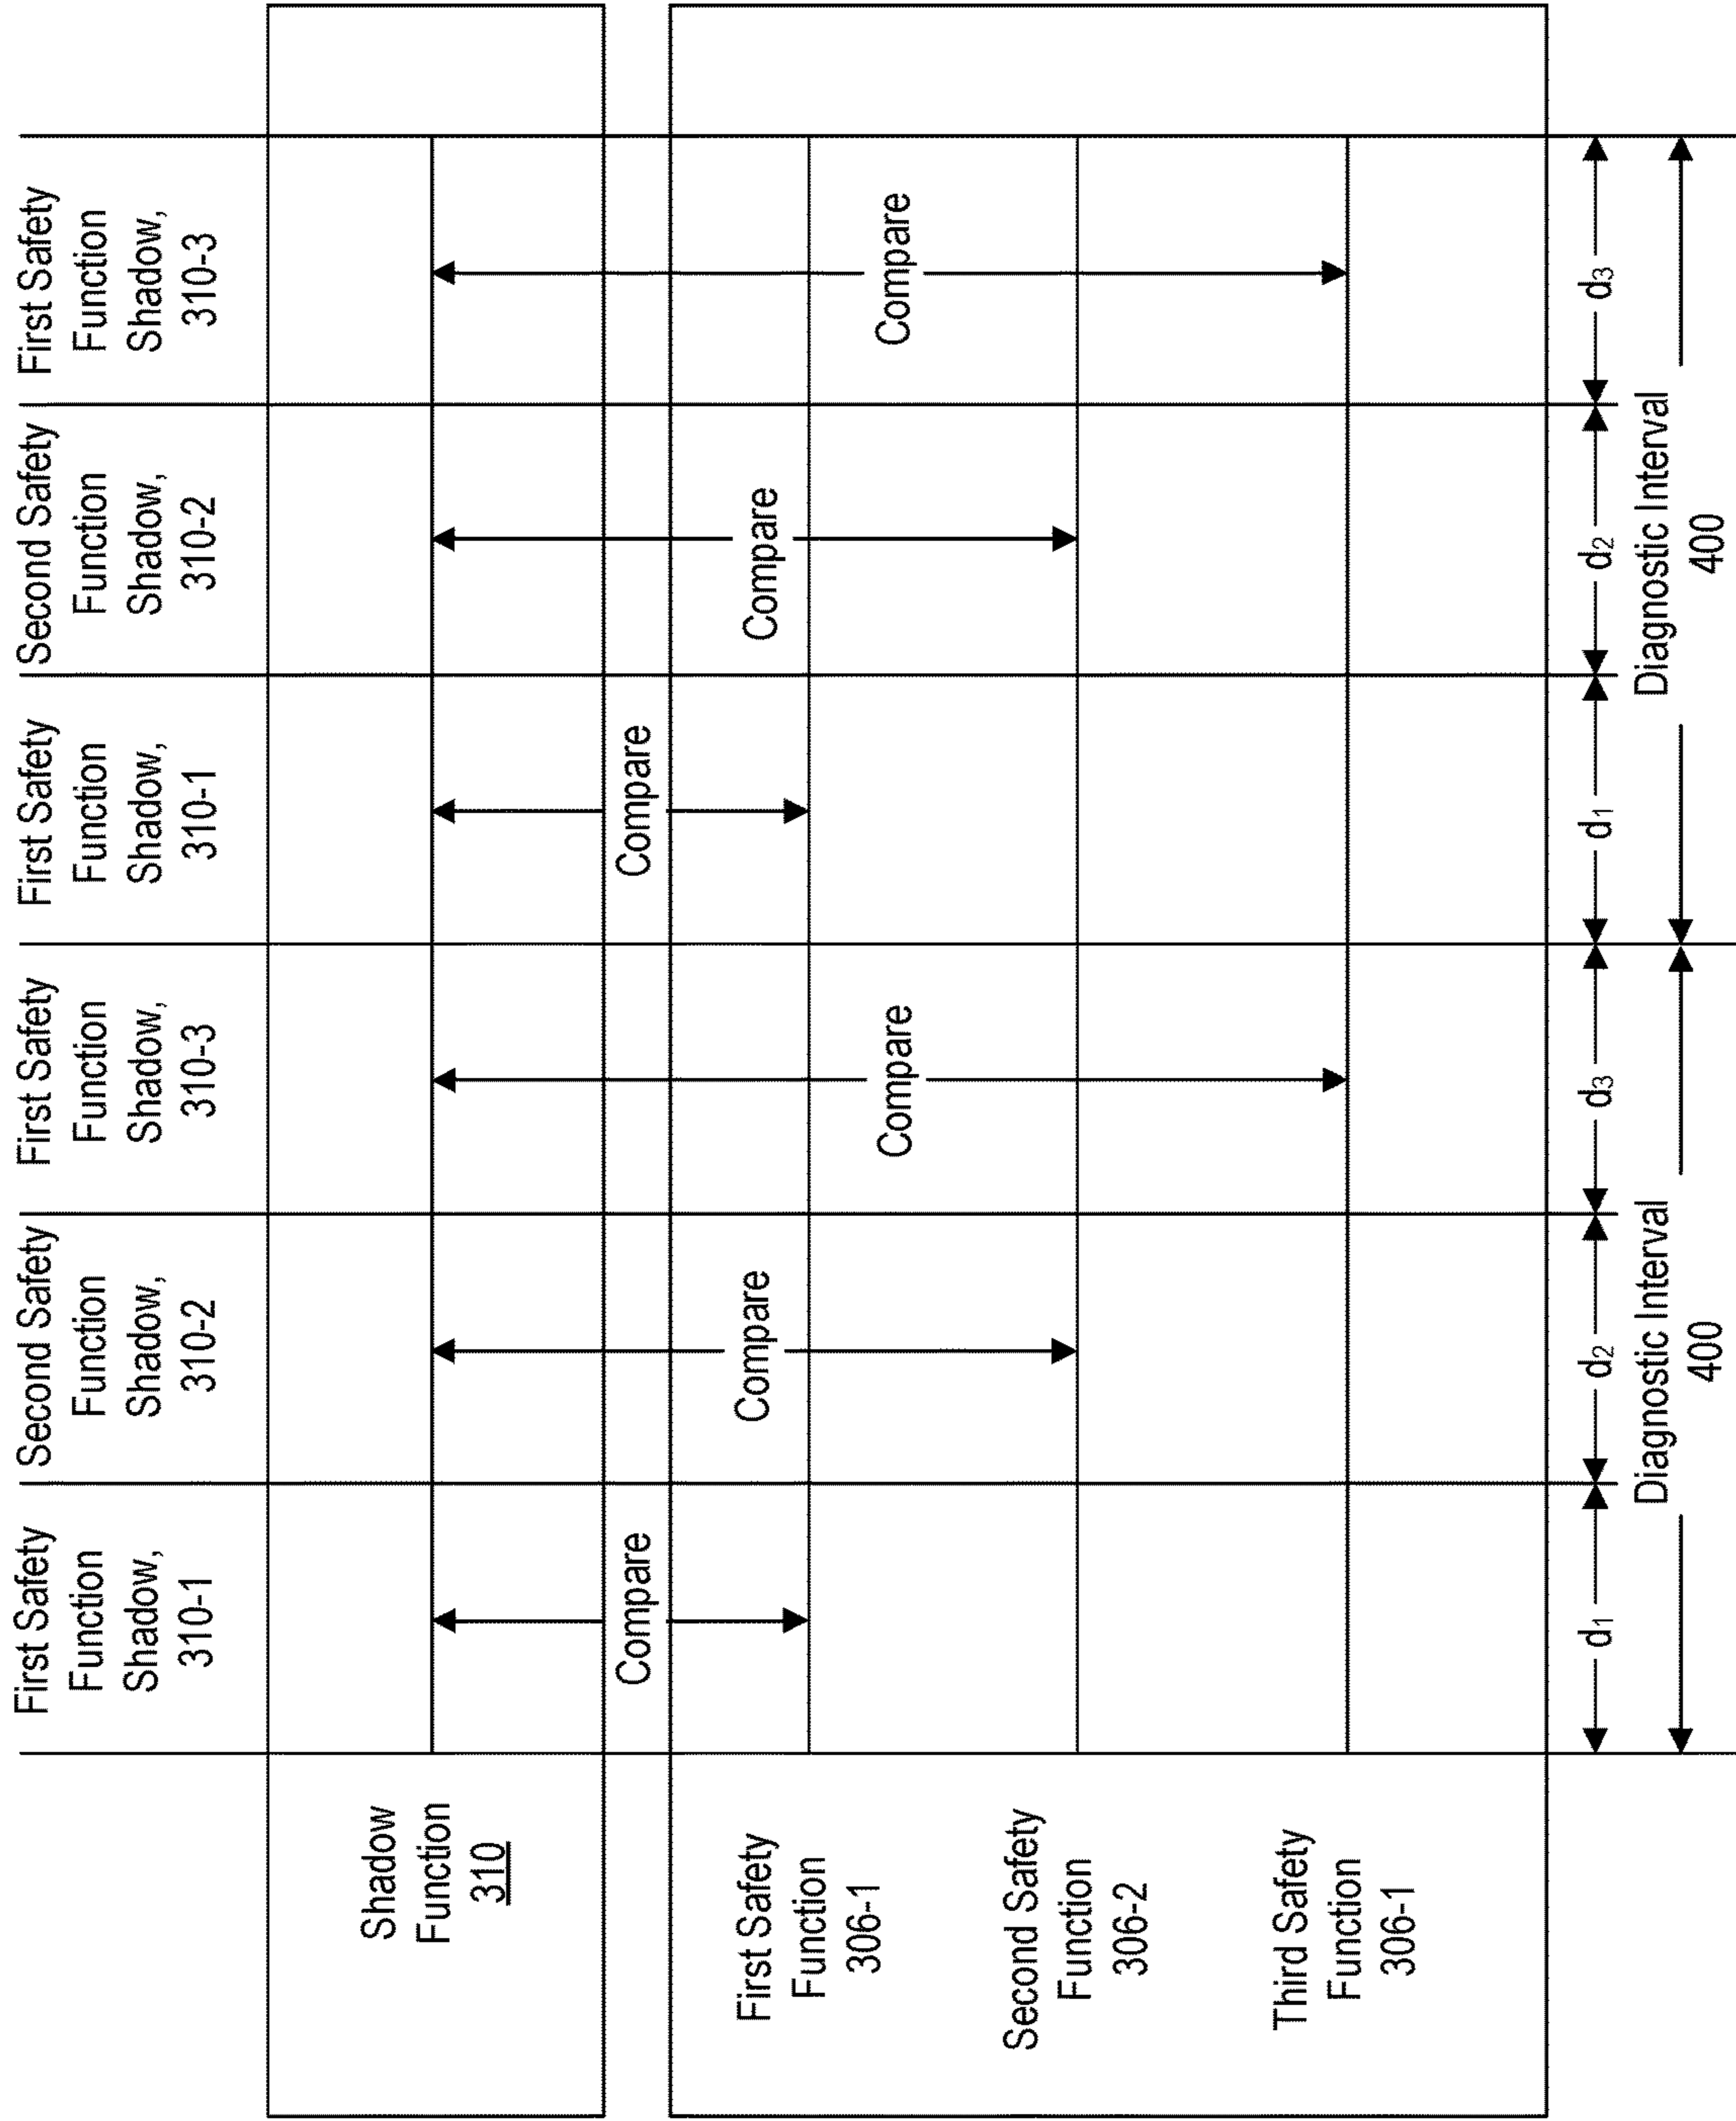 First Safety
Function
Shadow,
310-1
Second Safety
Function
Shadow,
310-2
First Safety
Function
Shadow,
310-3
First Safety
Function
Shadow,
310-1
Second Safety
Function
Shadow,
310-2
First Safety
Function
Shadow,
310-3
Shadow
Function
310
Compare
Compare
First Safety
Function
306-1
Compare
Compare
Compare
Compare
Second Safety
Function
306-2
Third Safety
Function
306-1
d₁
d₂
d₃
d₁
d₂
d₃
Diagnostic Interval
400
Diagnostic Interval
400